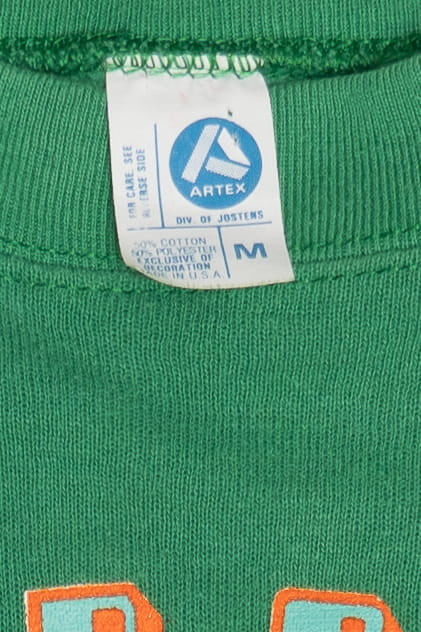 FOR CARE, SEE
REVERSE SIDE
ARTEX
DIV. OF JOSTENS
50% COTTON
50% POLYESTER
EXCLUSIVE OF
DECORATION
MADE IN U.S.A
M